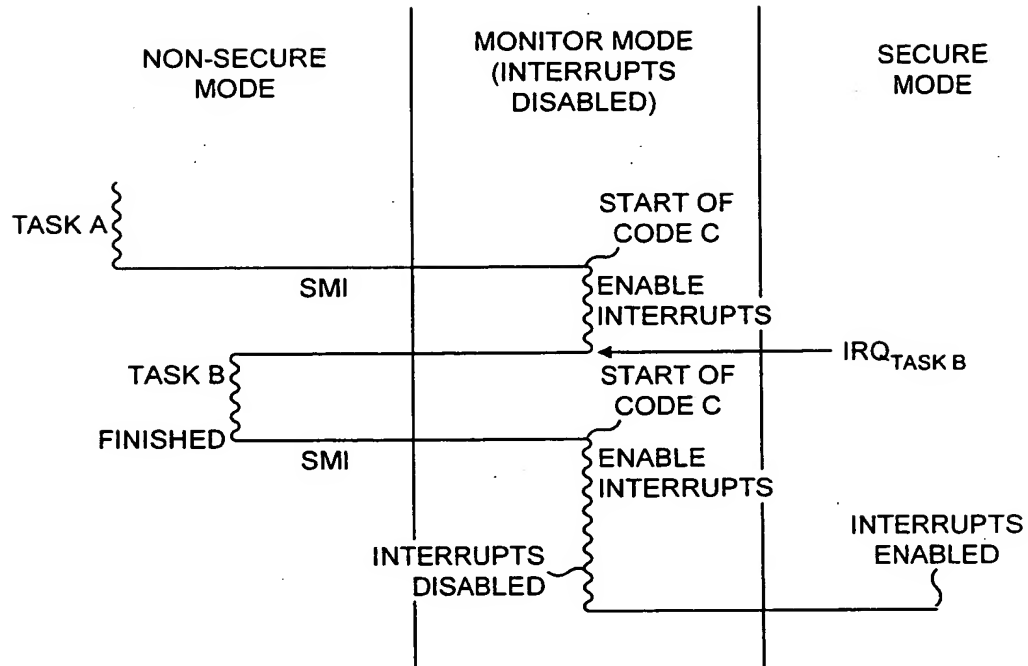 NON-SECURE
MODE
MONITOR MODE
(INTERRUPTS
DISABLED)
SECURE
MODE
TASK A
START OF
CODE C
SMI
ENABLE
INTERRUPTS
IRQTASK B
TASK B
START OF
CODE C
FINISHED
SMI
ENABLE
INTERRUPTS
INTERRUPTS
DISABLED
INTERRUPTS
ENABLED